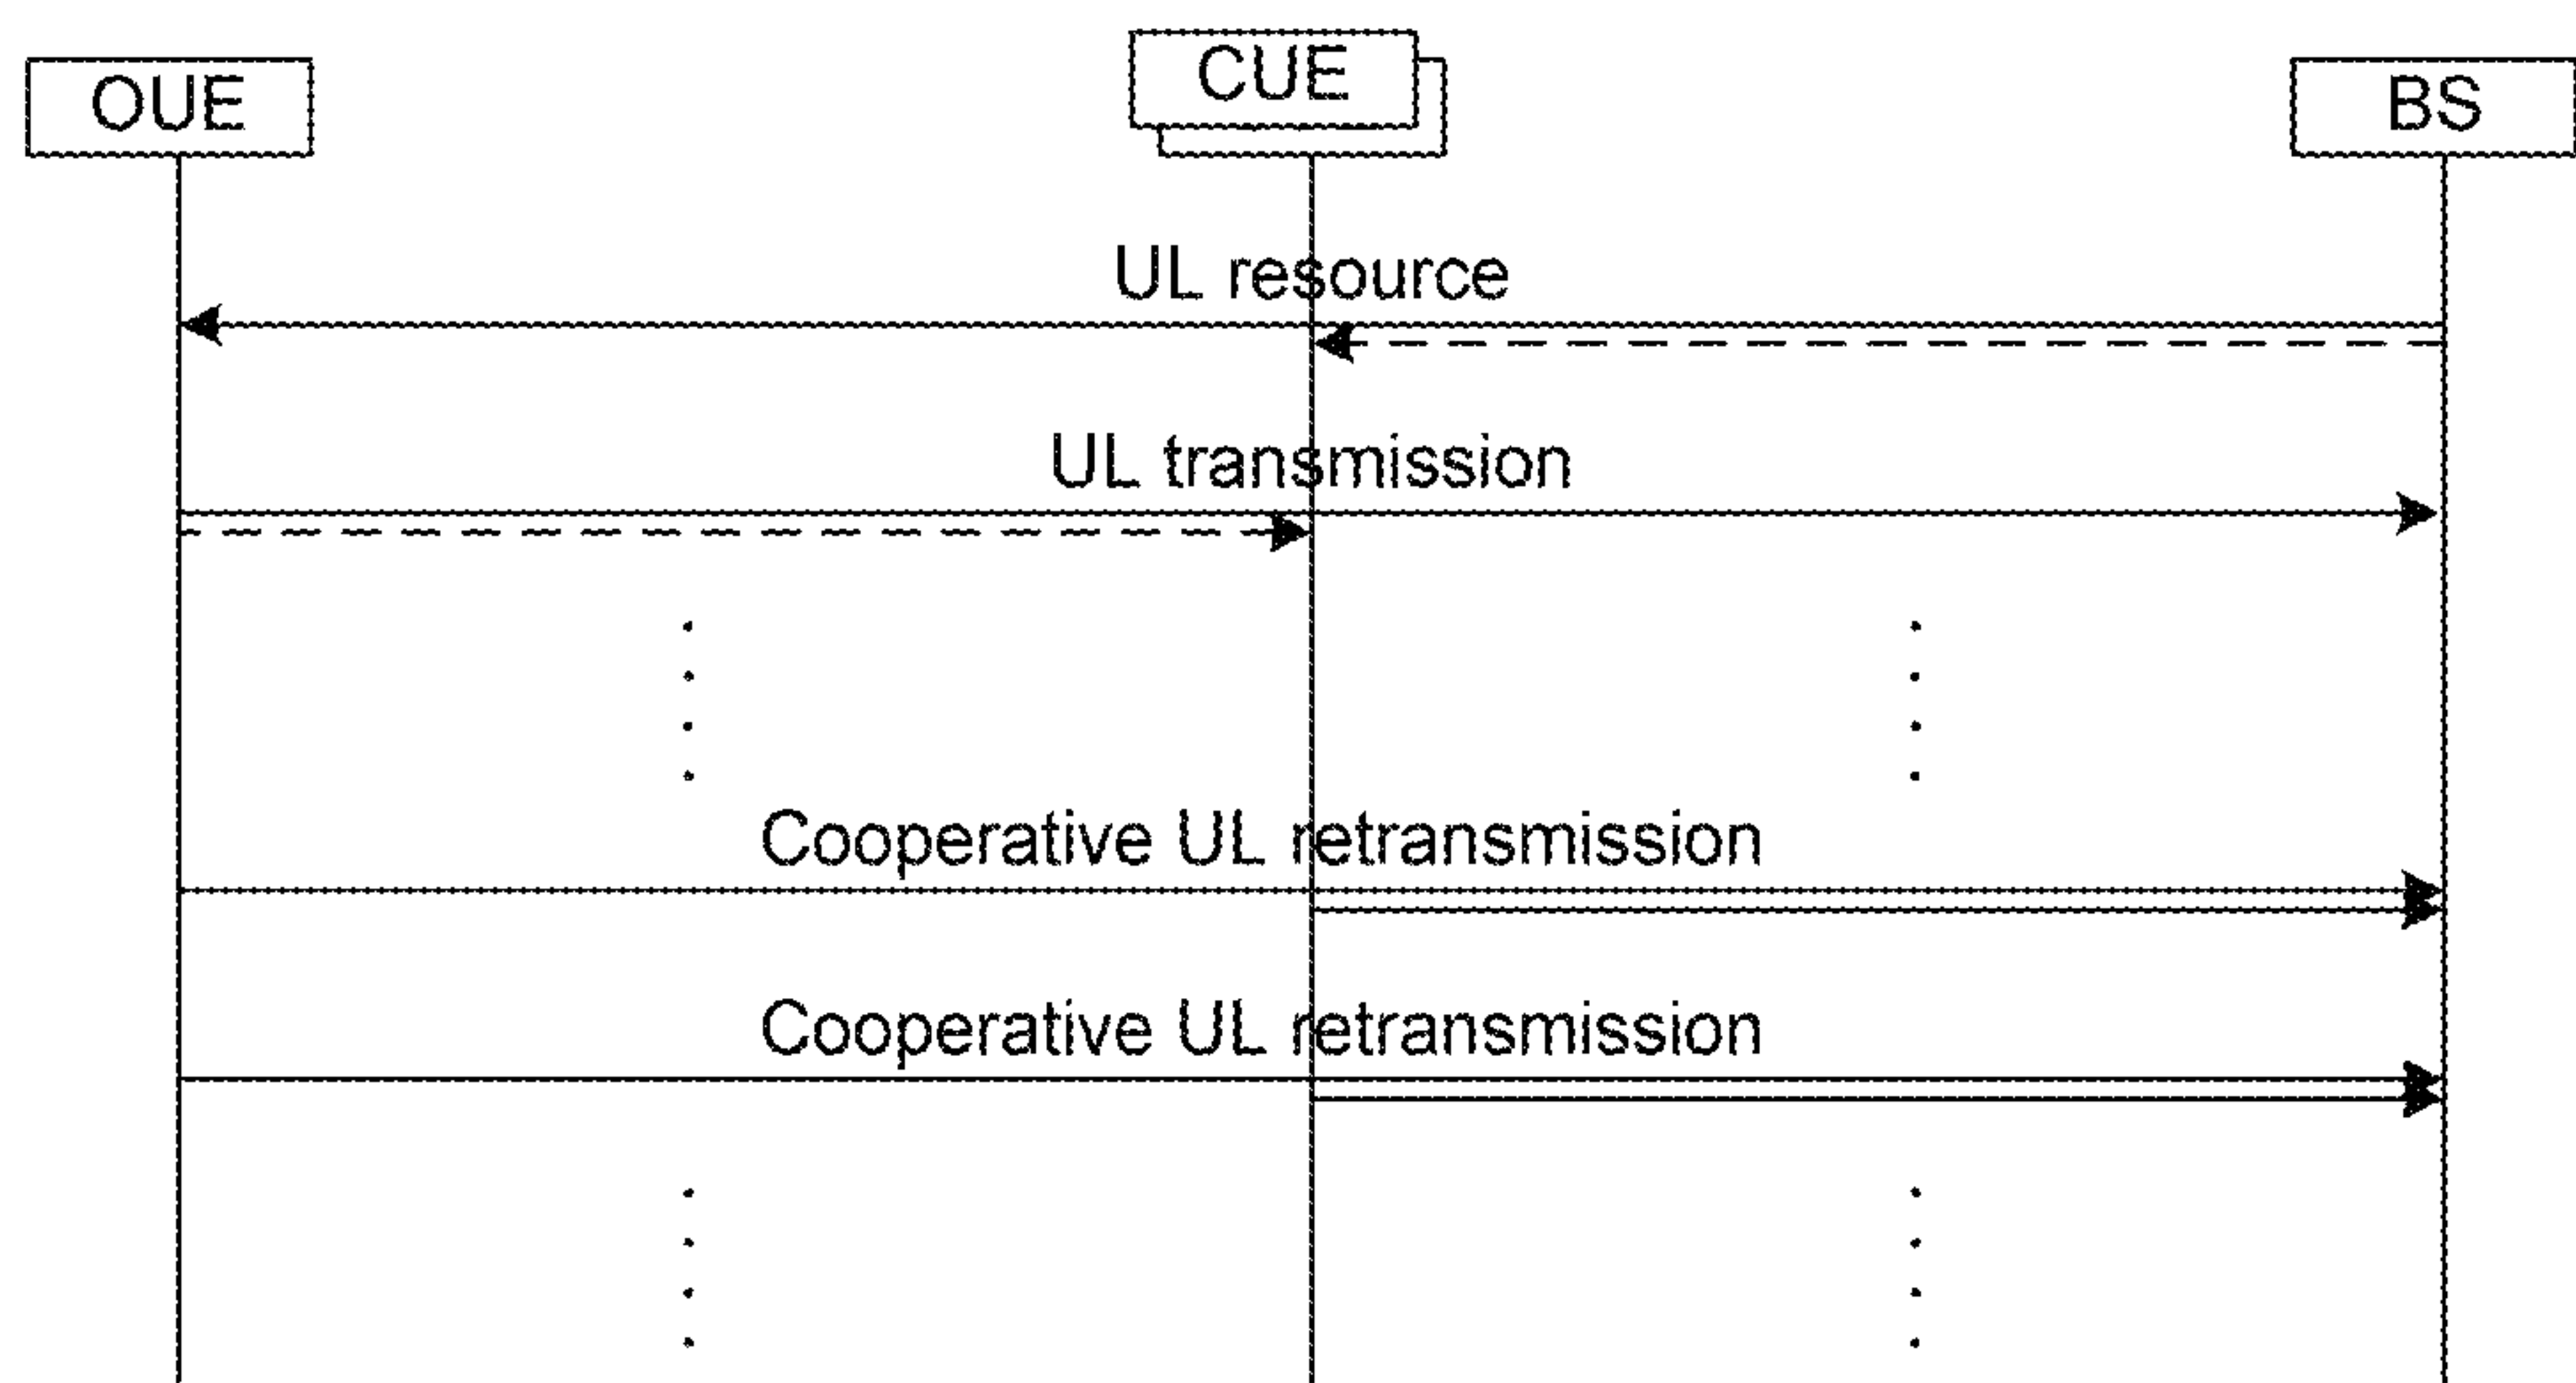 OUE
CUE
BS
UL resource
UL transmission
Cooperative UL retransmission
Cooperative UL retransmission